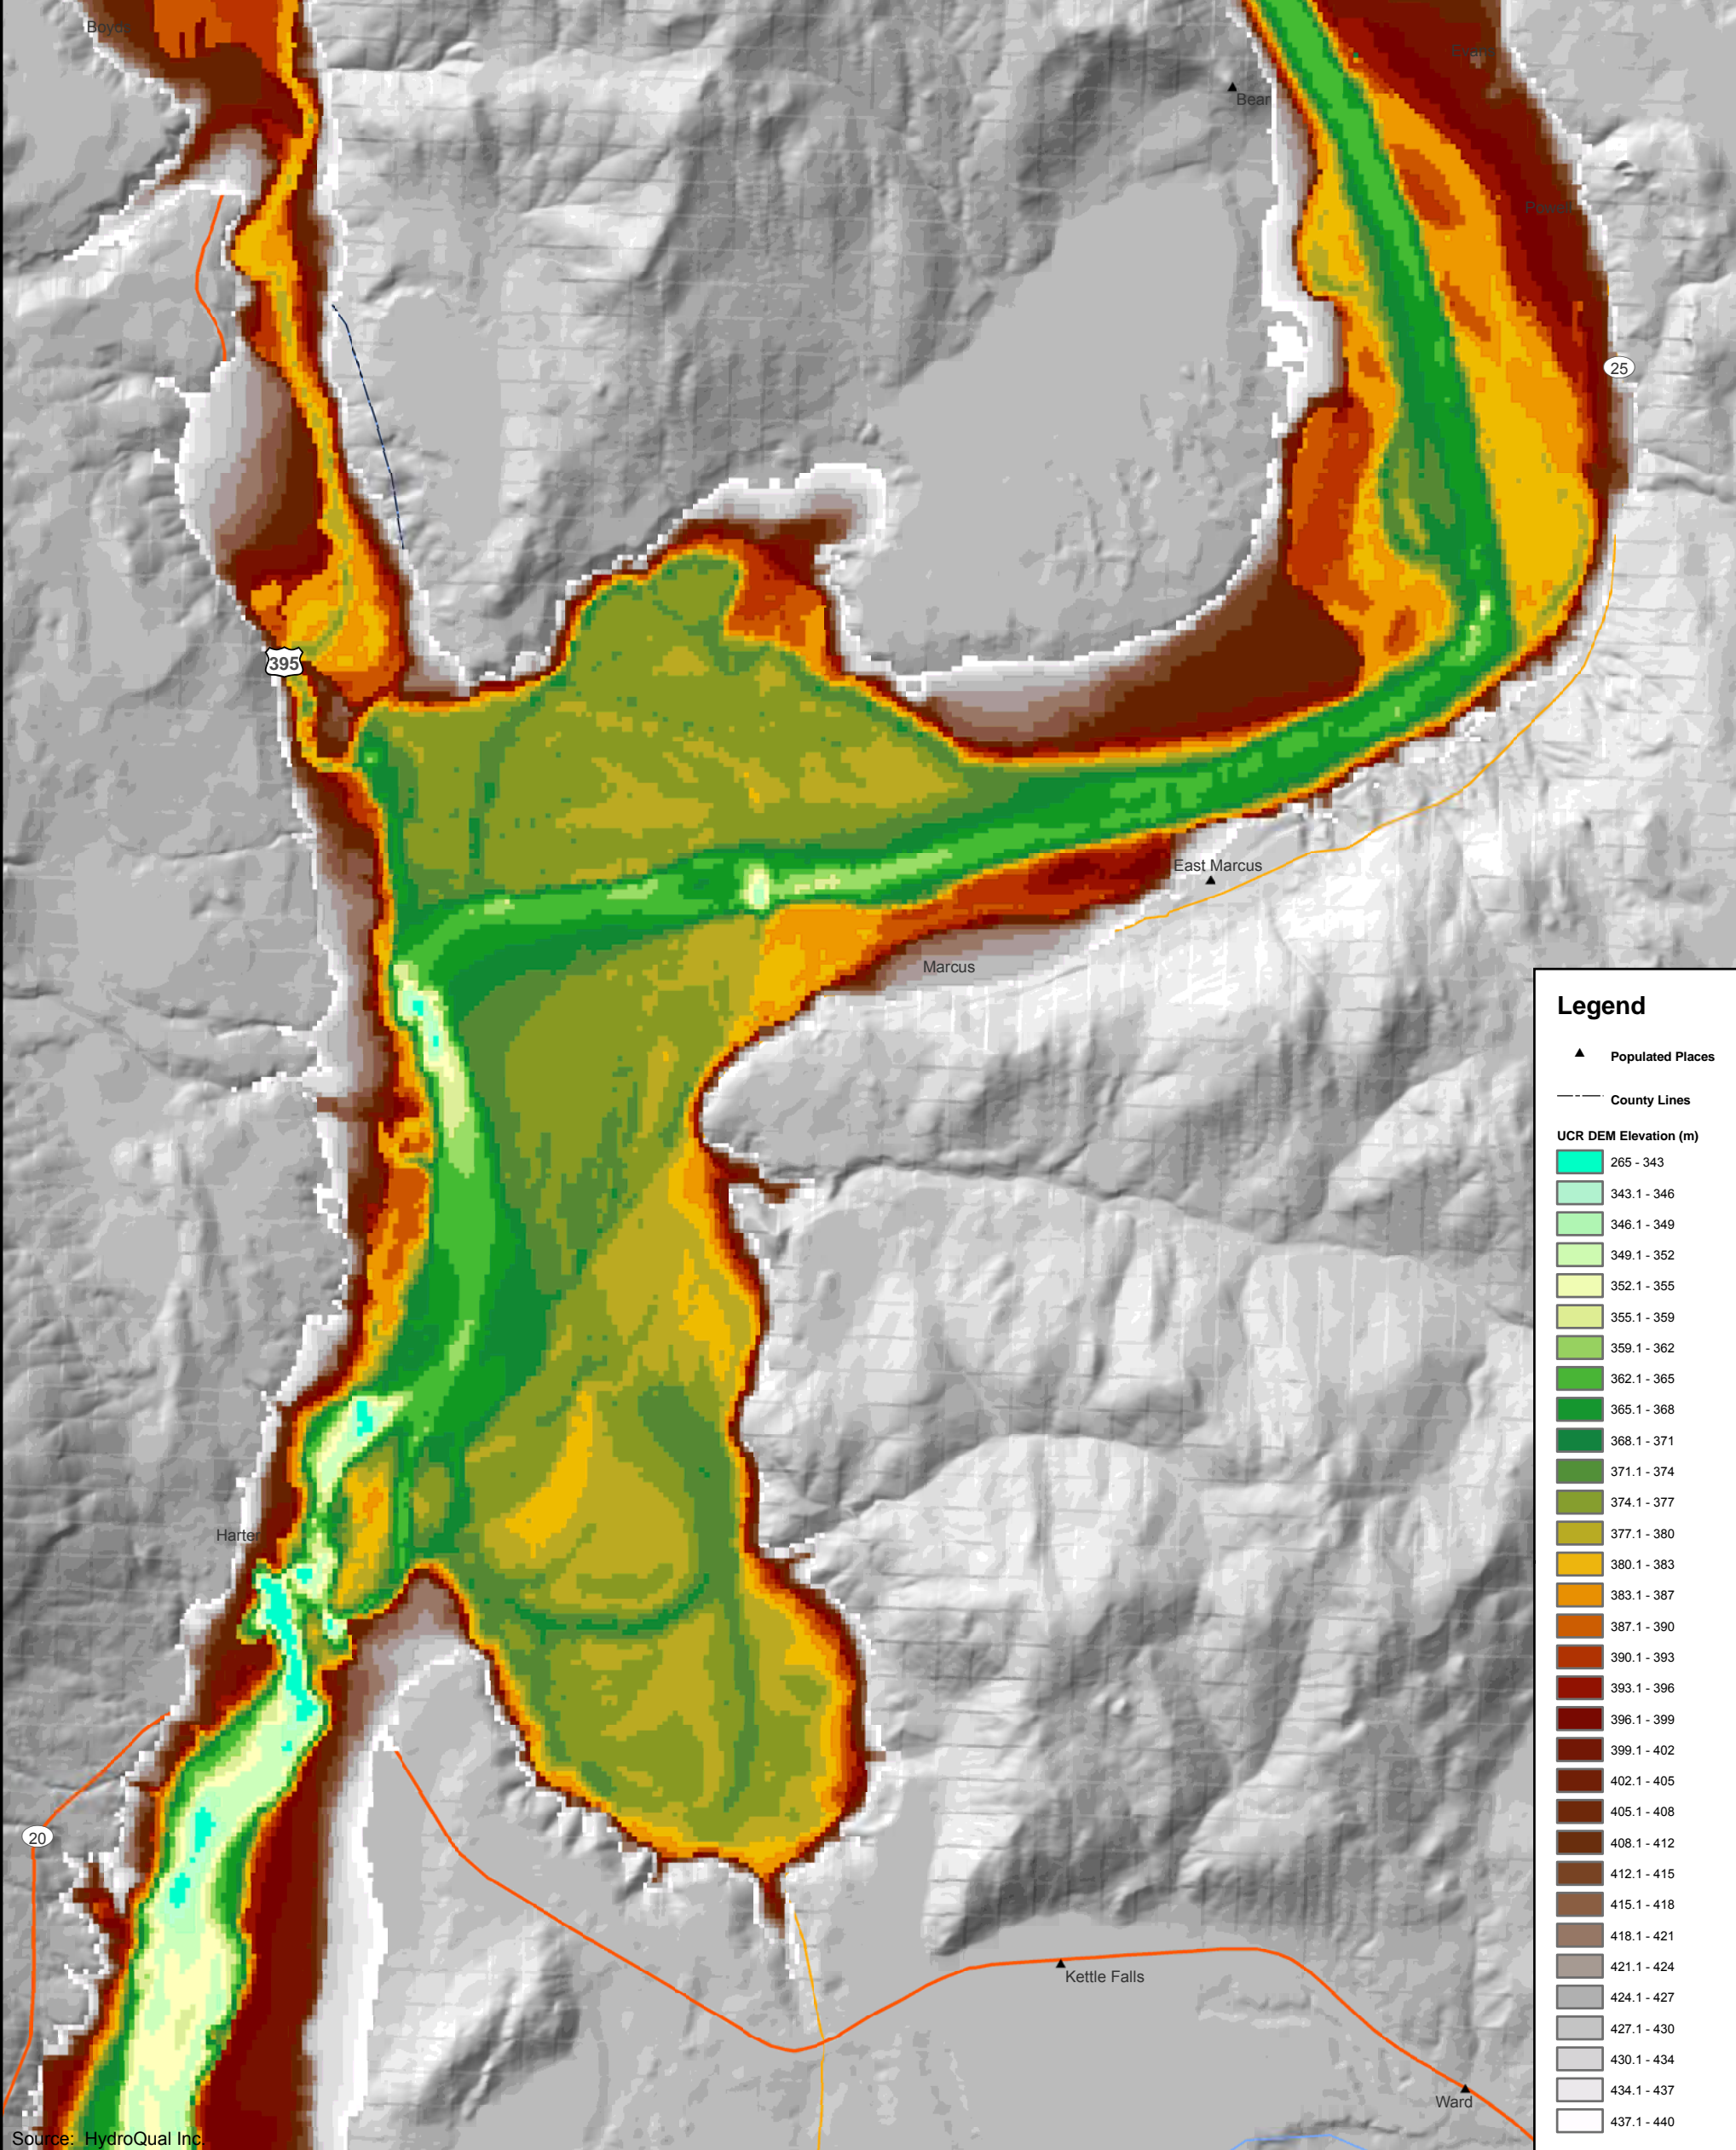 Boyds
Evans
Bear
Powell
25
395
East Marcus
Marcus
Harter
20
Kettle Falls
Ward
Source: HydroQual Inc.
Legend
Populated Places
County Lines
UCR DEM Elevation (m)
265 - 343
343.1 - 346
346.1 - 349
349.1 - 352
352.1 - 355
355.1 - 359
359.1 - 362
362.1 - 365
365.1 - 368
368.1 - 371
371.1 - 374
374.1 - 377
377.1 - 380
380.1 - 383
383.1 - 387
387.1 - 390
390.1 - 393
393.1 - 396
396.1 - 399
399.1 - 402
402.1 - 405
405.1 - 408
408.1 - 412
412.1 - 415
415.1 - 418
418.1 - 421
421.1 - 424
424.1 - 427
427.1 - 430
430.1 - 434
434.1 - 437
437.1 - 440